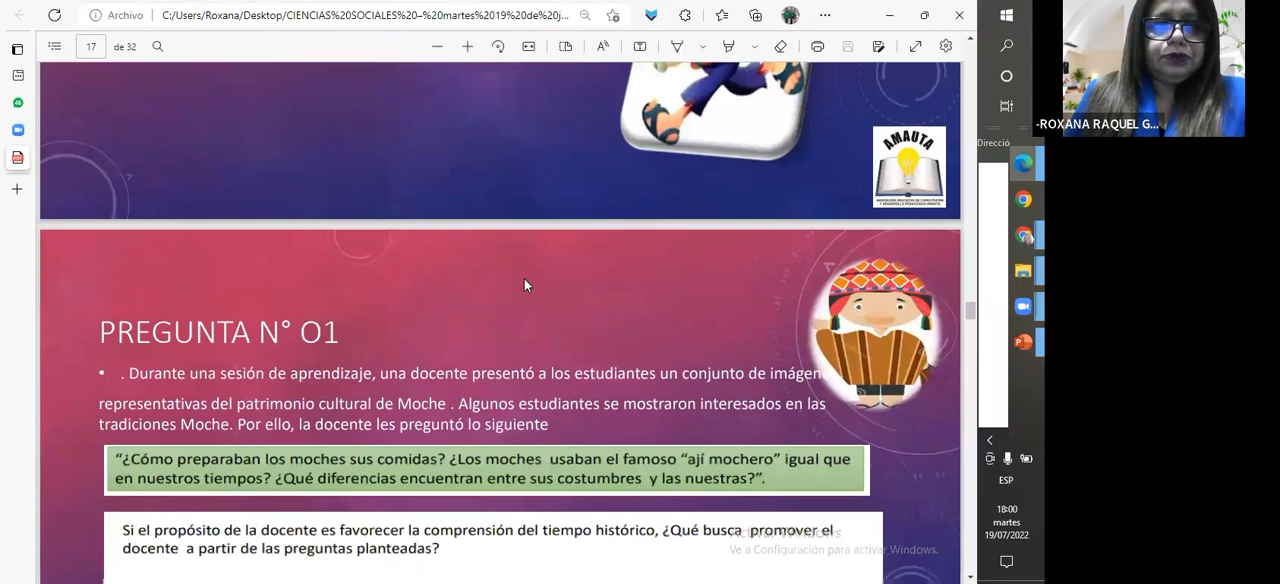 Archivo
C:/Users/Roxana/Desktop/CIENCIAS%20SOCIALES%20–%20martes%2019%20de%20j...
17
de 32
-ROXANA RAQUEL G...
Direcció
AMAUTA
PREGUNTA N° O1
• . Durante una sesión de aprendizaje, una docente presentó a los estudiantes un conjunto de imágen
representativas del patrimonio cultural de Moche . Algunos estudiantes se mostraron interesados en las
tradiciones Moche. Por ello, la docente les preguntó lo siguiente
“¿Cómo preparaban los moches sus comidas? ¿Los moches usaban el famoso “ají mochero” igual que
en nuestros tiempos? ¿Qué diferencias encuentran entre sus costumbres y las nuestras?”.
Si el propósito de la docente es favorecer la comprensión del tiempo histórico, ¿Qué busca promover el
docente a partir de las preguntas planteadas?
Activar Windows
Ve a Configuración para activar Windows.
ESP
18:00
martes
19/07/2022